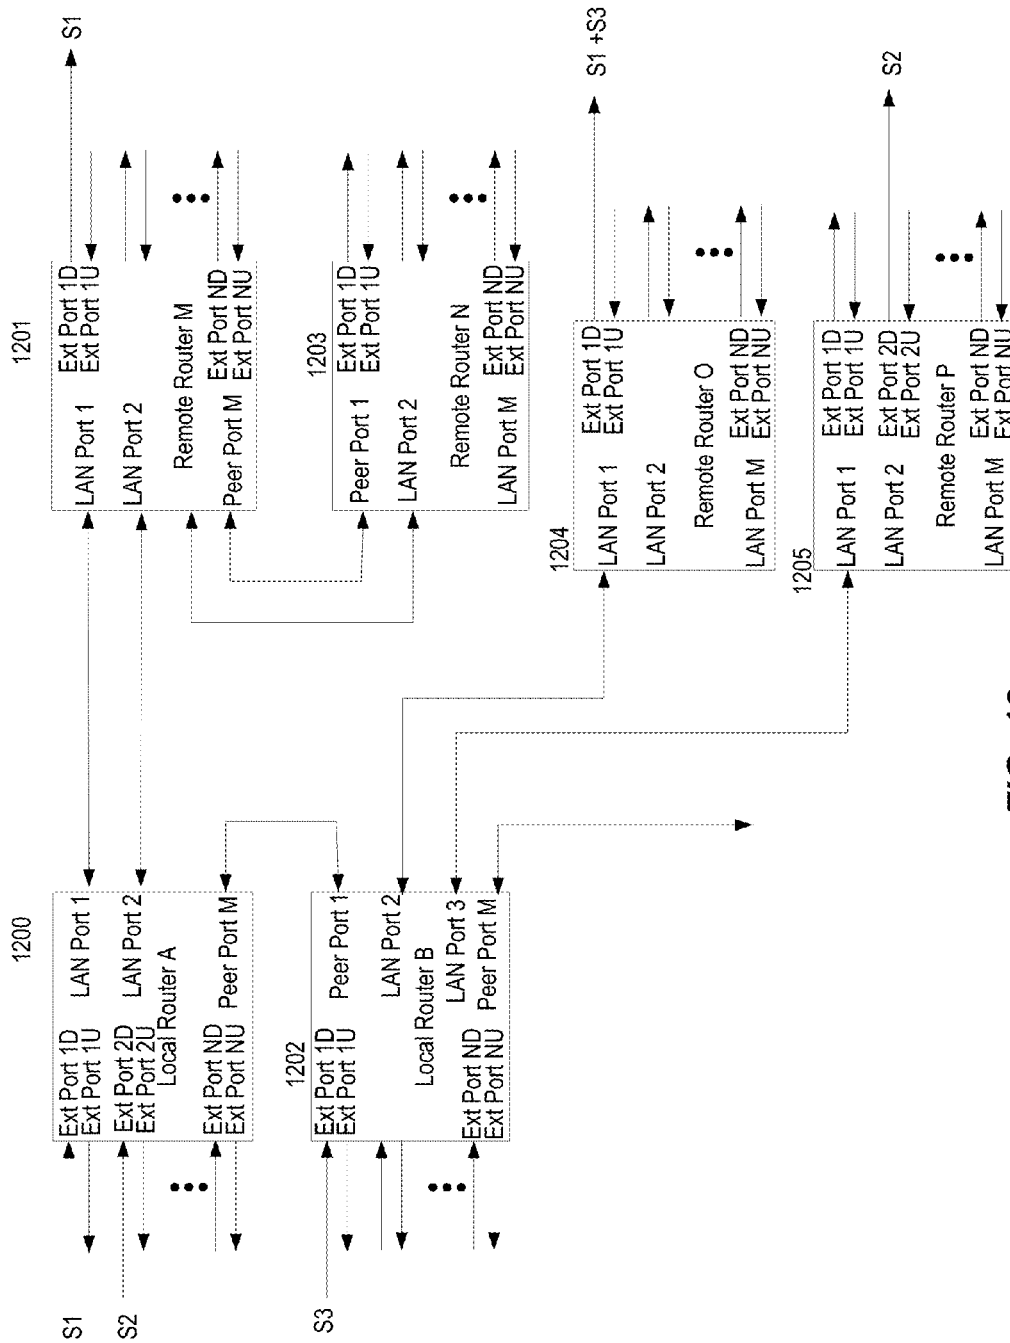 S1
S2
1200
Ext Port 1D
Ext Port 1U
Ext Port 2D
Ext Port 2U
Local Router A
Ext Port ND
Ext Port NU
LAN Port 1
LAN Port 2
Peer Port M
S3
1202
Ext Port 1D
Ext Port 1U
Local Router B
Ext Port ND
Ext Port NU
Peer Port 1
LAN Port 2
LAN Port 3
Peer Port M
1201
LAN Port 1
LAN Port 2
Remote Router M
Peer Port M
Ext Port 1D
Ext Port 1U
Ext Port ND
Ext Port NU
S1
1203
Peer Port 1
LAN Port 2
Remote Router N
LAN Port M
Ext Port 1D
Ext Port 1U
Ext Port ND
Ext Port NU
1204
LAN Port 1
LAN Port 2
Remote Router O
LAN Port M
Ext Port 1D
Ext Port 1U
Ext Port ND
Ext Port NU
S1 +S3
1205
LAN Port 1
LAN Port 2
Remote Router P
LAN Port M
Ext Port 1D
Ext Port 1U
Ext Port 2D
Ext Port 2U
Ext Port ND
Ext Port NU
S2